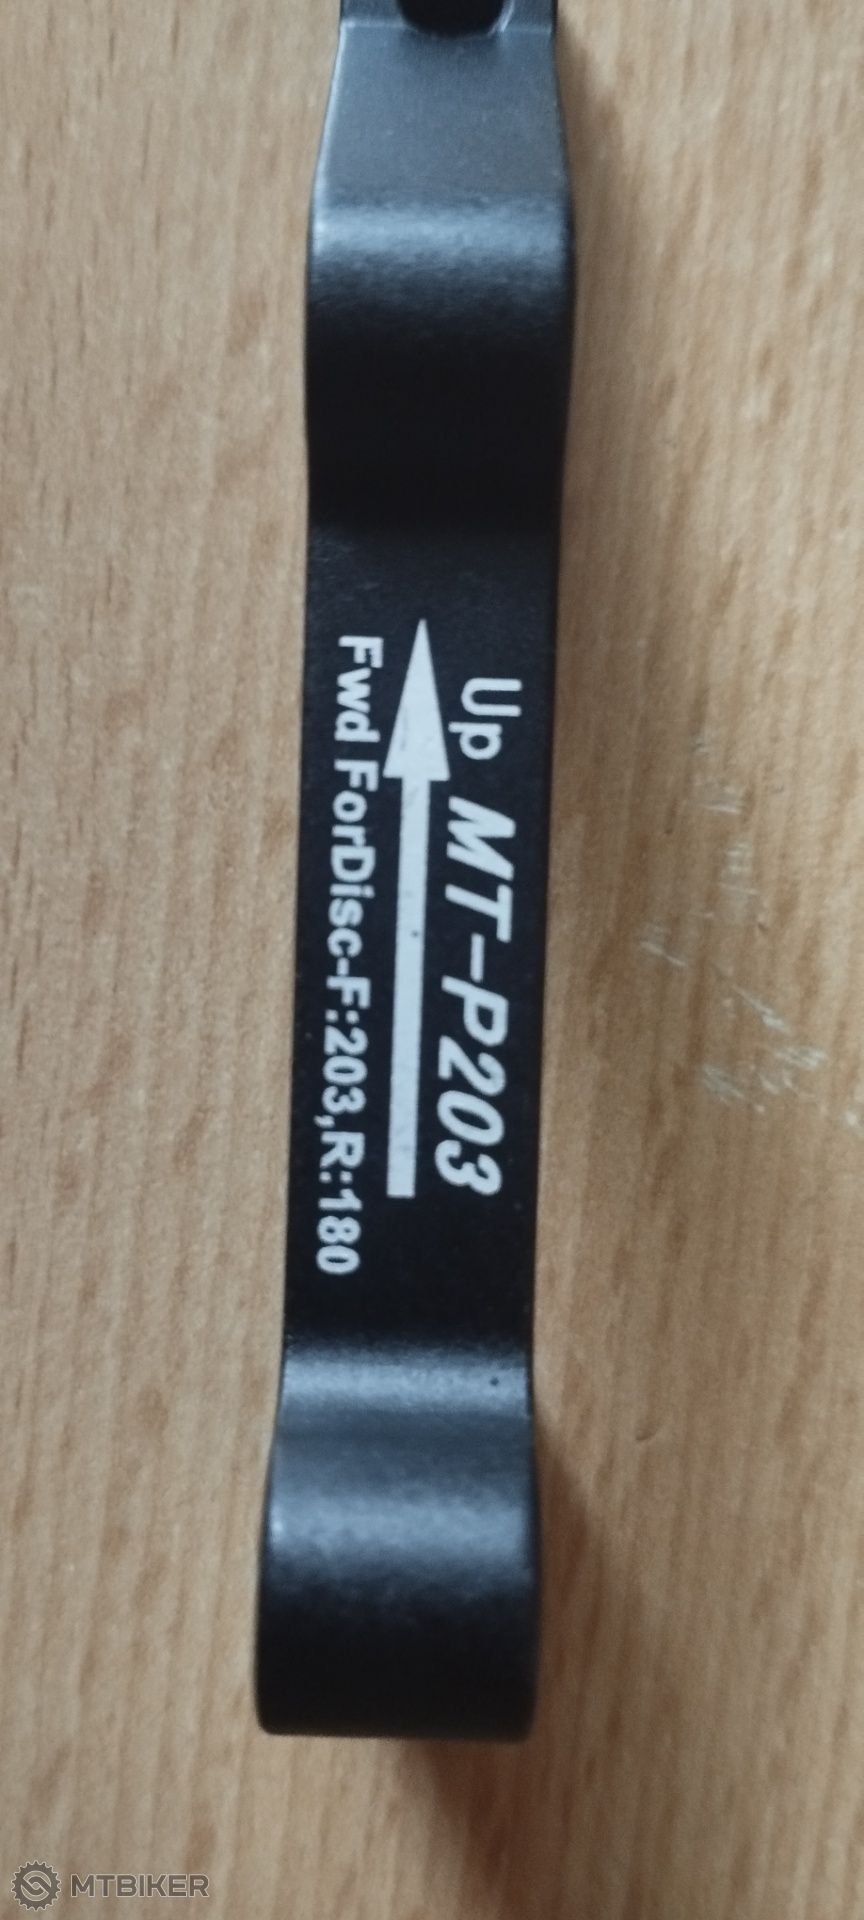 Up MT-P203
Fwd ForDisc-F:203,R:180
MTBIKER